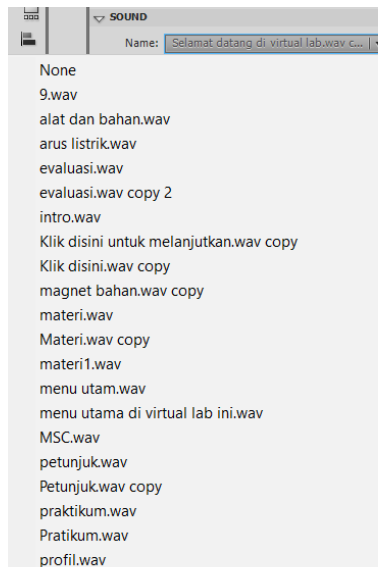 SOUND
Name: Selamat datang di virtual lab.wav c...
None
9.wav
alat dan bahan.wav
arus listrik.wav
evaluasi.wav
evaluasi.wav copy 2
intro.wav
Klik disini untuk melanjutkan.wav copy
Klik disini.wav copy
magnet bahan.wav copy
materi.wav
Materi.wav copy
materi1.wav
menu utam.wav
menu utama di virtual lab ini.wav
MSC.wav
petunjuk.wav
Petunjuk.wav copy
praktikum.wav
Pratikum.wav
profil.wav